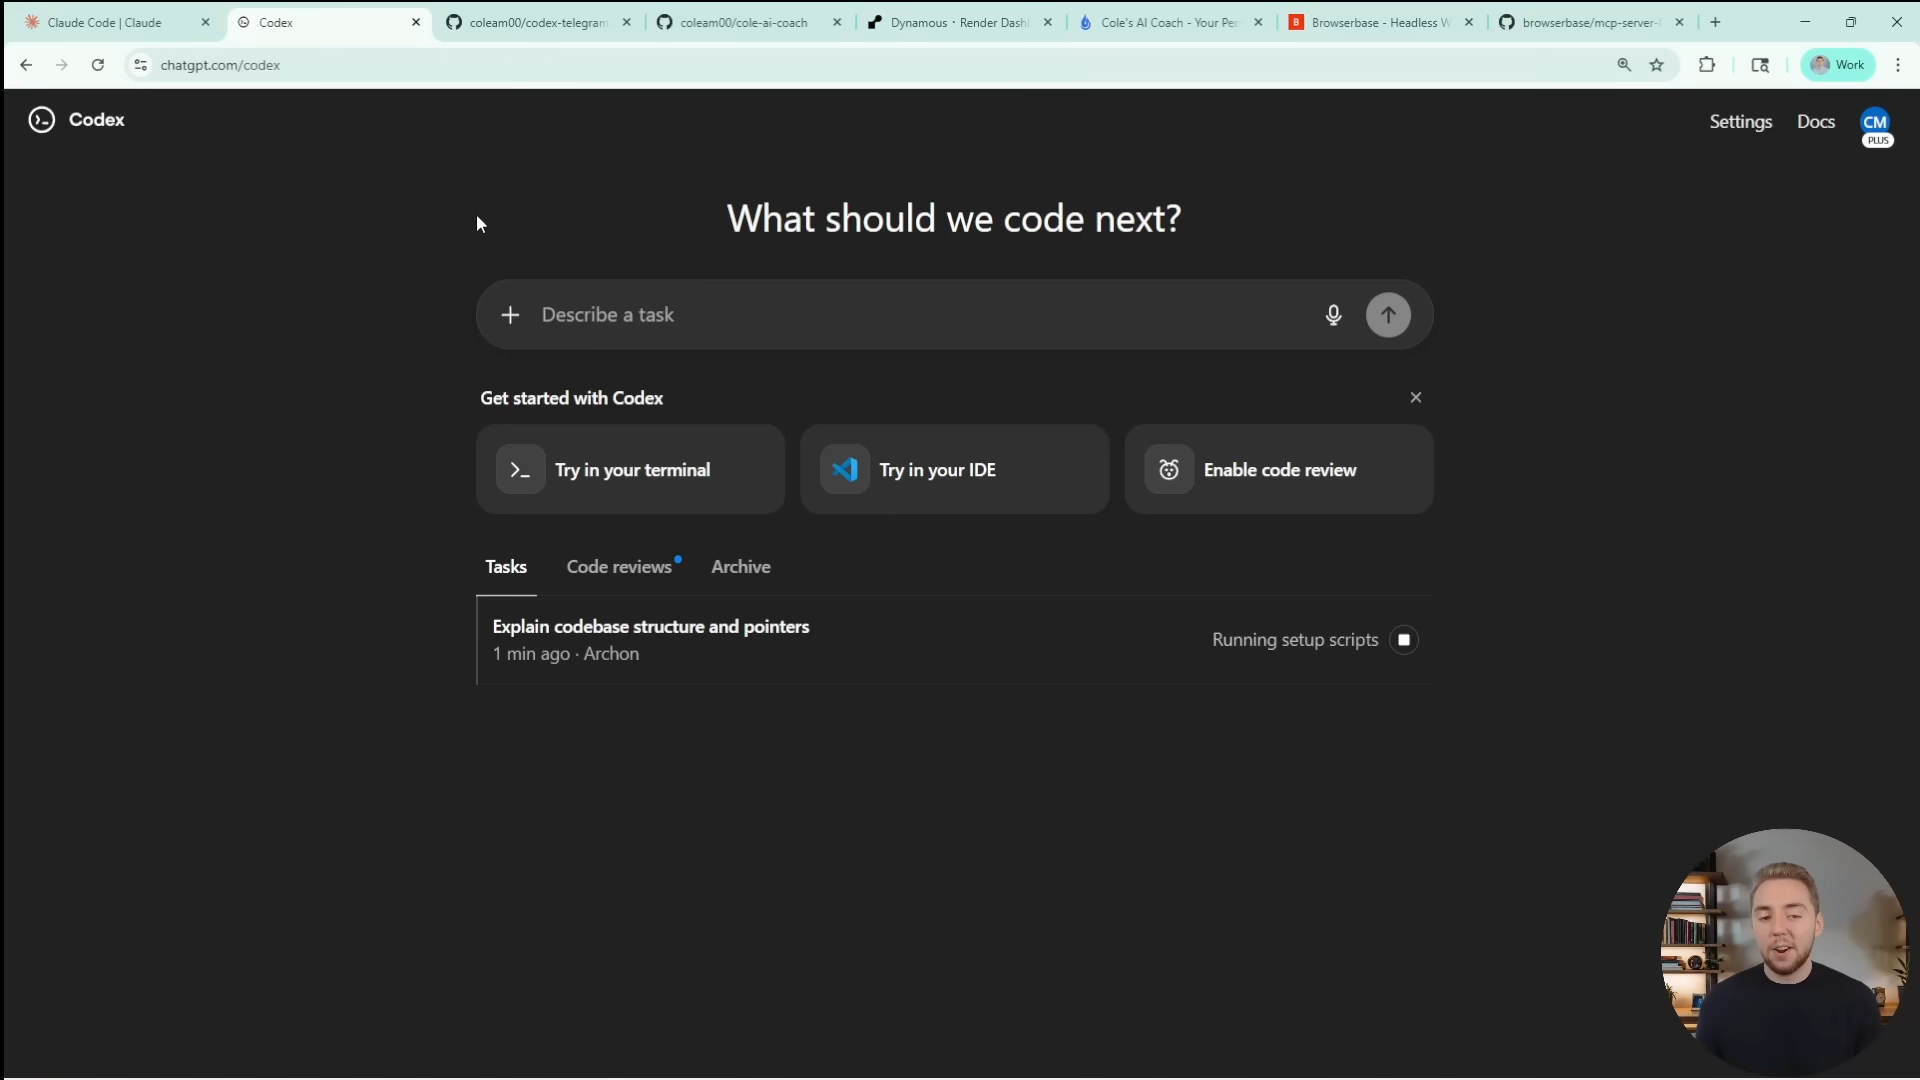 Claude Code | Claude
Codex
coleam00/codex-telegram
coleam00/cole-ai-coach
Dynamous · Render Dash
Cole's AI Coach - Your Per
Browserbase - Headless W
browserbase/mcp-server-
chatgpt.com/codex
Work
Codex
Settings
Docs
CM
PLUS
What should we code next?
Describe a task
Get started with Codex
Try in your terminal
Try in your IDE
Enable code review
Tasks
Code reviews
Archive
Explain codebase structure and pointers
1 min ago · Archon
Running setup scripts